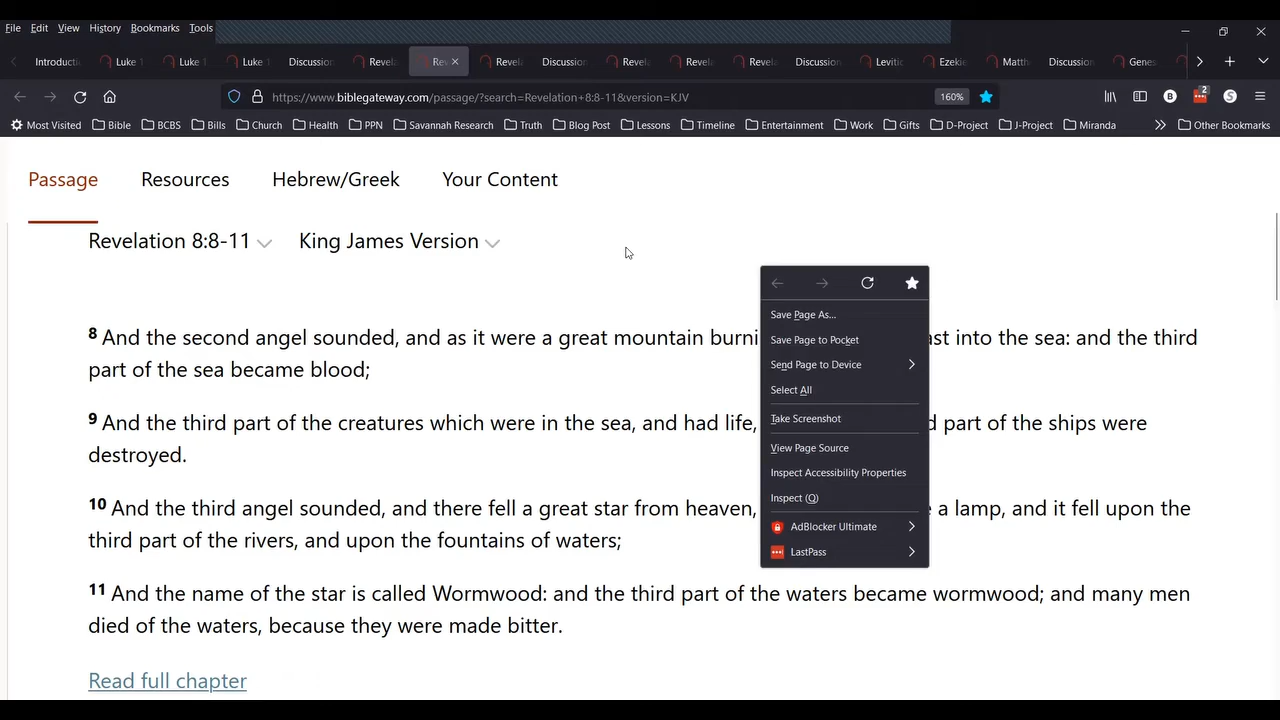 File Edit View History Bookmarks Tools
Introducti Luke 1 Luke 1 Luke 1 Discussion Revela Rev Revela Discussion Revela Revela Revela Discussion Levitic Ezekie Matth Discussion Genes
https://www.biblegateway.com/passage/?search=Revelation+8:8-11&version=KJV 160% B 2 S
Most Visited Bible BCBS Bills Church Health PPN Savannah Research Truth Blog Post Lessons Timeline Entertainment Work Gifts D-Project J-Project Miranda Other Bookmarks
Passage Resources Hebrew/Greek Your Content
Revelation 8:8-11 King James Version
8 And the second angel sounded, and as it were a great mountain burni ast into the sea: and the third
part of the sea became blood;
9 And the third part of the creatures which were in the sea, and had life, d part of the ships were
destroyed.
10 And the third angel sounded, and there fell a great star from heaven, e a lamp, and it fell upon the
third part of the rivers, and upon the fountains of waters;
11 And the name of the star is called Wormwood: and the third part of the waters became wormwood; and many men
died of the waters, because they were made bitter.
Read full chapter
Save Page As...
Save Page to Pocket
Send Page to Device
Select All
Take Screenshot
View Page Source
Inspect Accessibility Properties
Inspect (Q)
AdBlocker Ultimate
LastPass